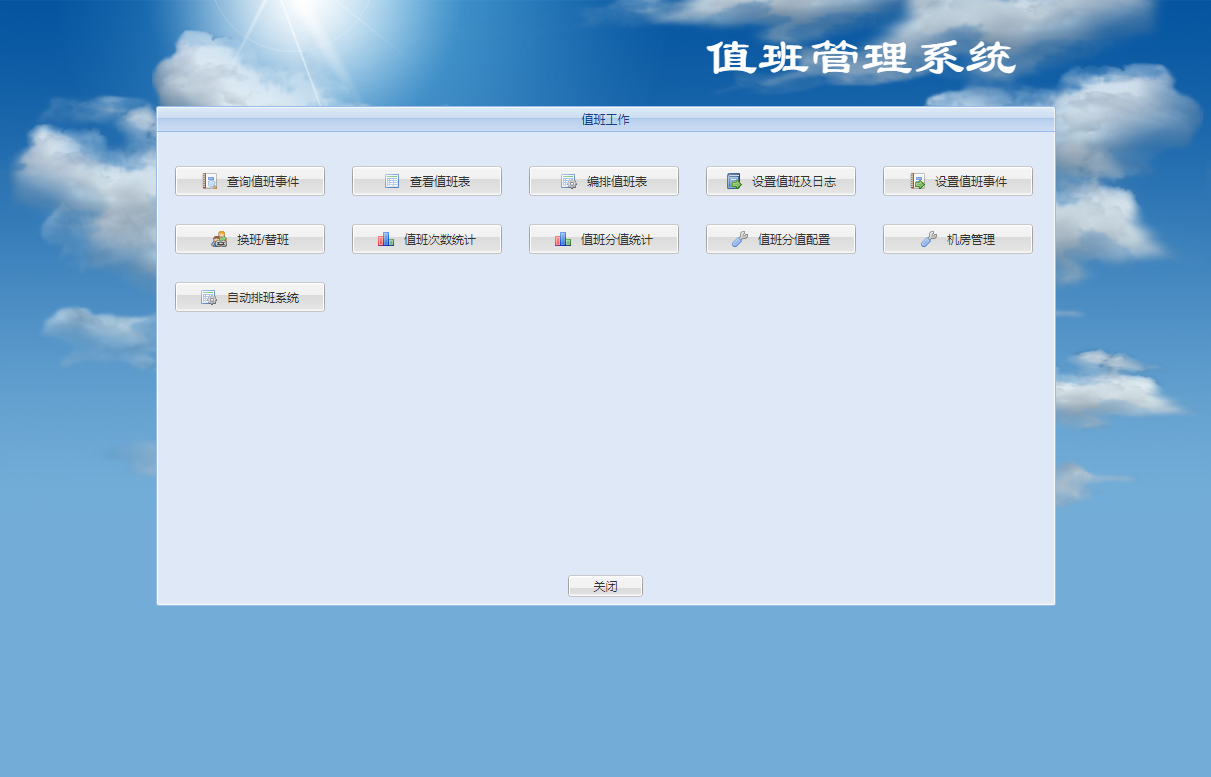 值班管理系统
值班工作
查询值班事件 查看值班表 编排值班表 设置值班及日志 设置值班事件
换班/替班 值班次数统计 值班分值统计 值班分值配置 机房管理
自动排班系统
关闭